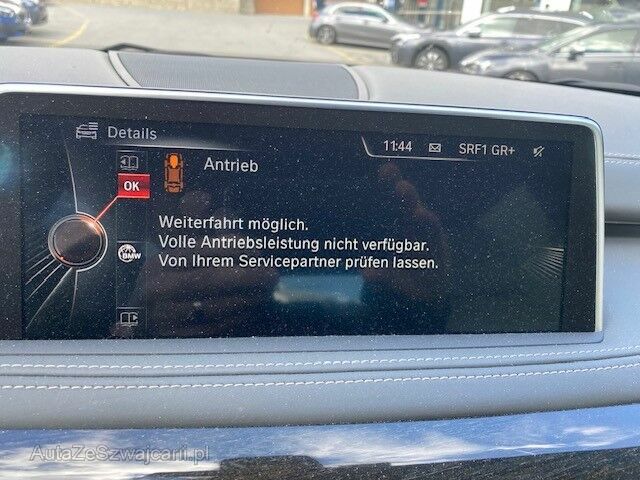 Details
11:44
SRF1 GR+
Antrieb
OK
Weiterfahrt möglich.
Volle Antriebsleistung nicht verfügbar.
BMW
Von Ihrem Servicepartner prüfen lassen.
AutaZeSzwajcarii.pl